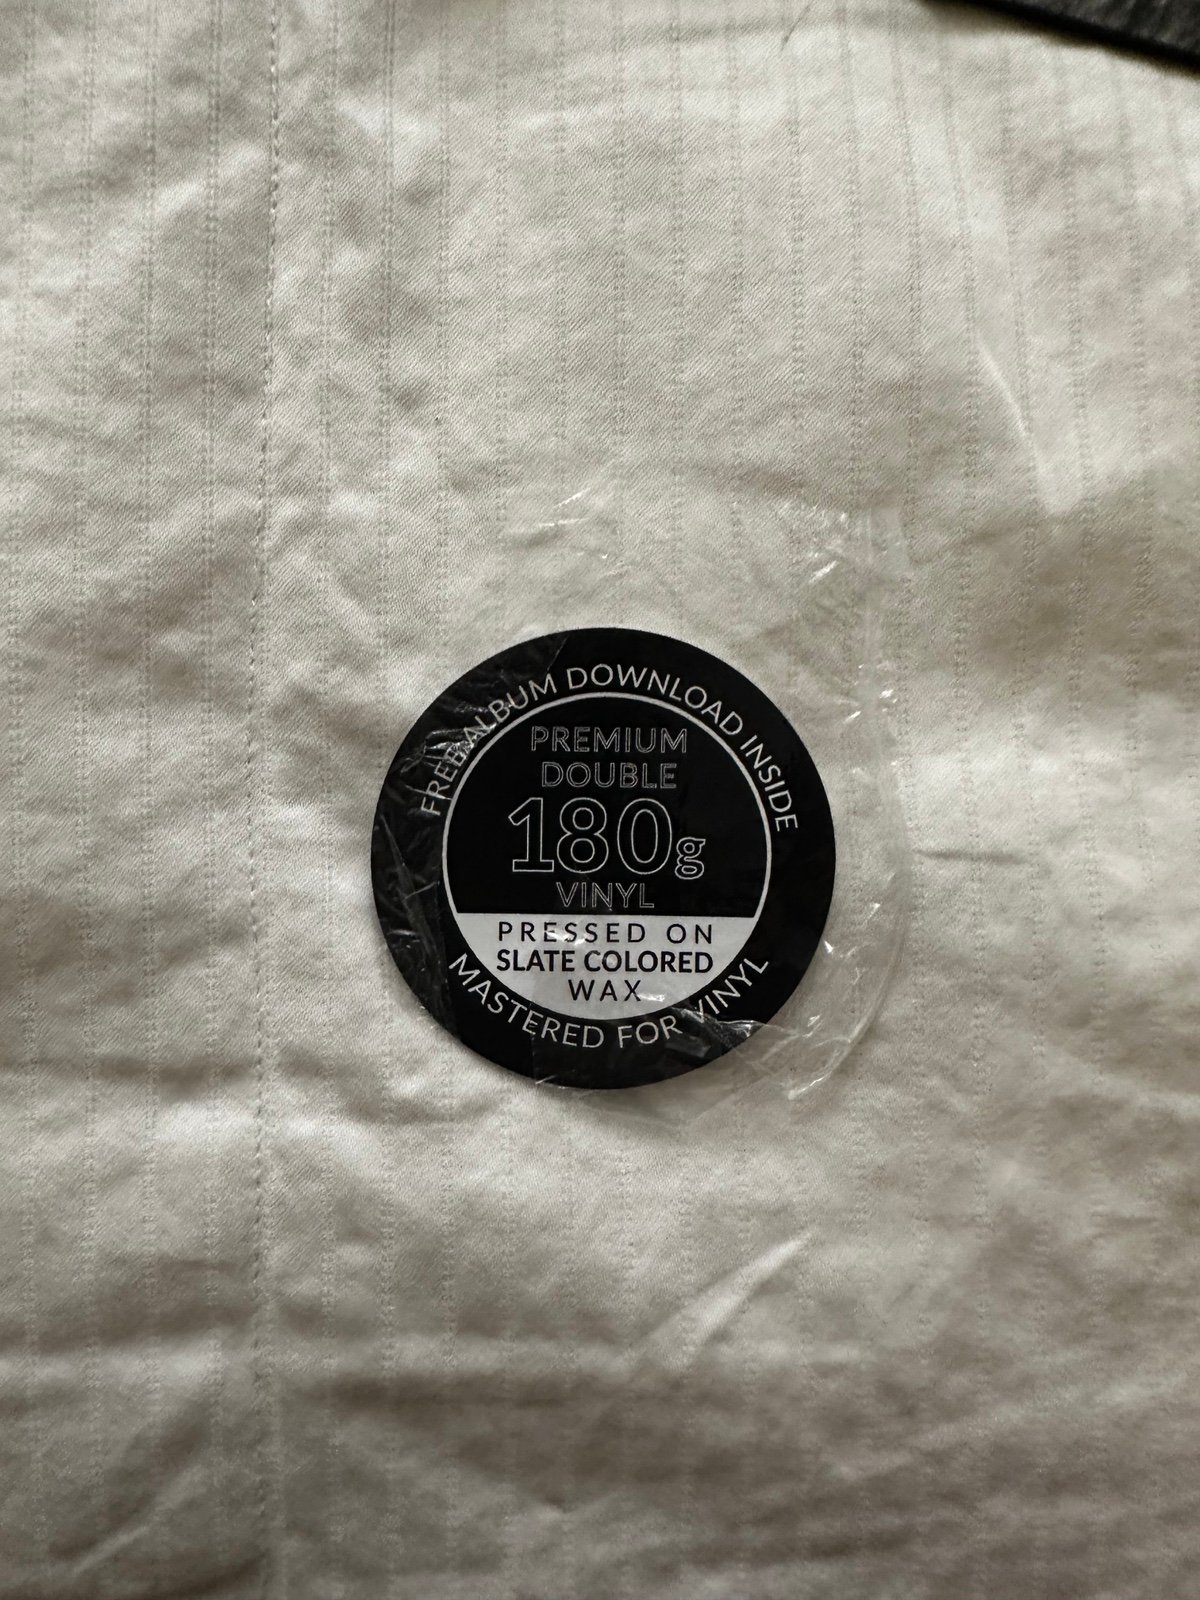 FREE ALBUM DOWNLOAD INSIDE
PREMIUM
DOUBLE
180g
VINYL
PRESSED ON
SLATE COLORED
WAX
MASTERED FOR VINYL